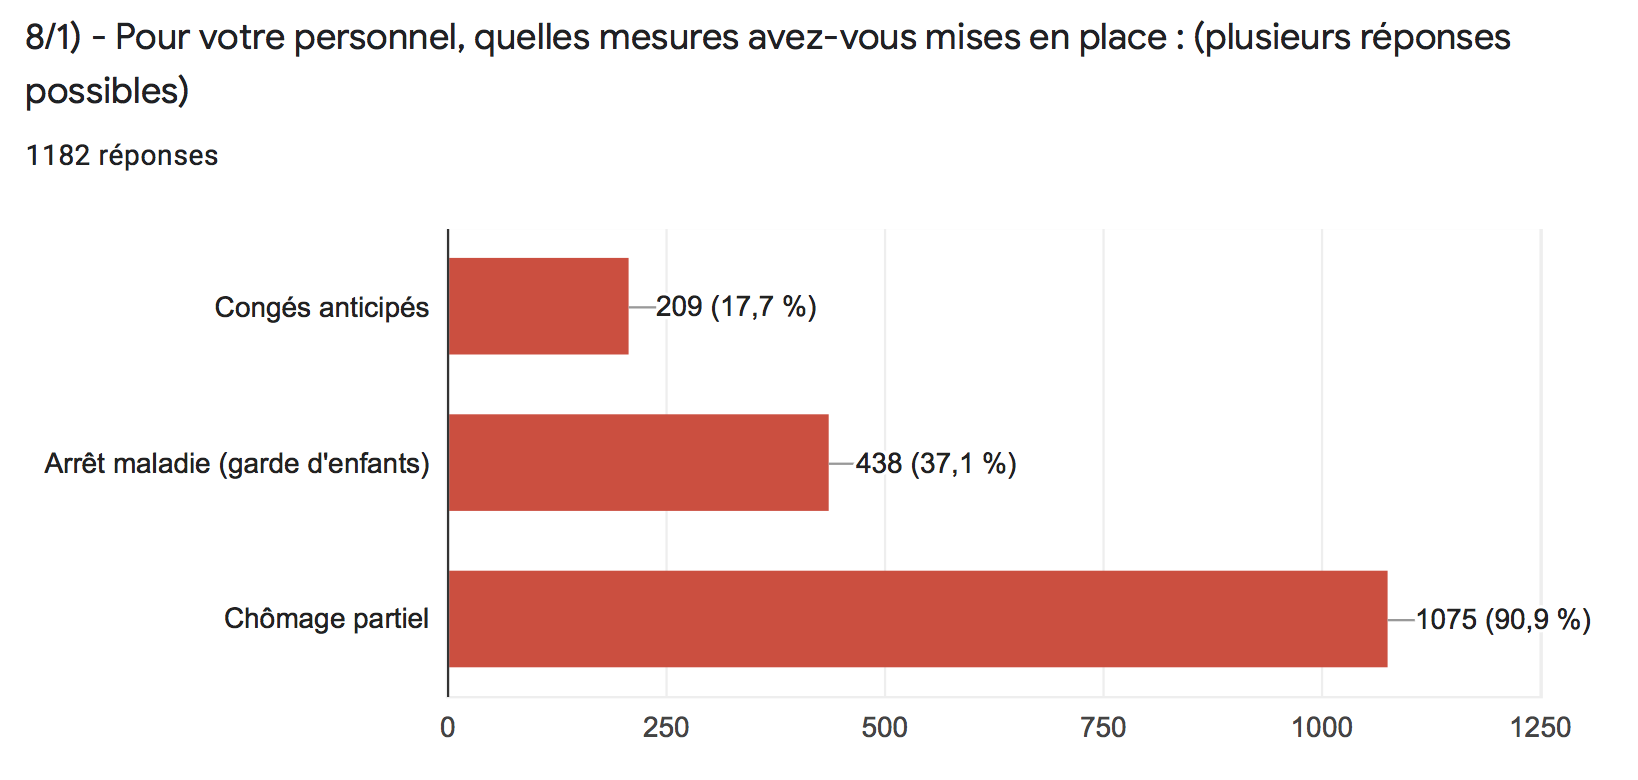 8/1) - Pour votre personnel, quelles mesures avez-vous mises en place : (plusieurs réponses
possibles)
1182 réponses
Congés anticipés
209 (17,7 %)
Arrêt maladie (garde d'enfants)
438 (37,1 %)
Chômage partiel
1075 (90,9 %)
0 250 500 750 1000 1250